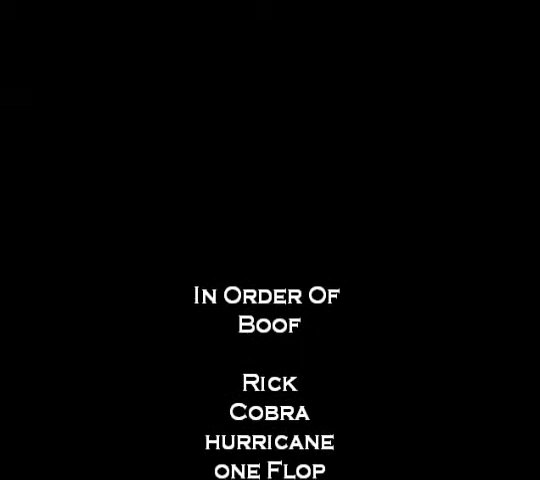 In Order Of
Boof
Rick
Cobra
hurricane
one Flop